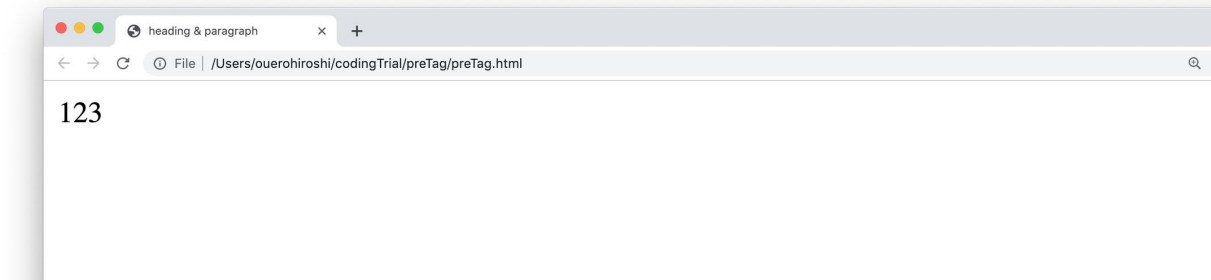 heading & paragraph
File | /Users/ouerohiroshi/codingTrial/preTag/preTag.html
123